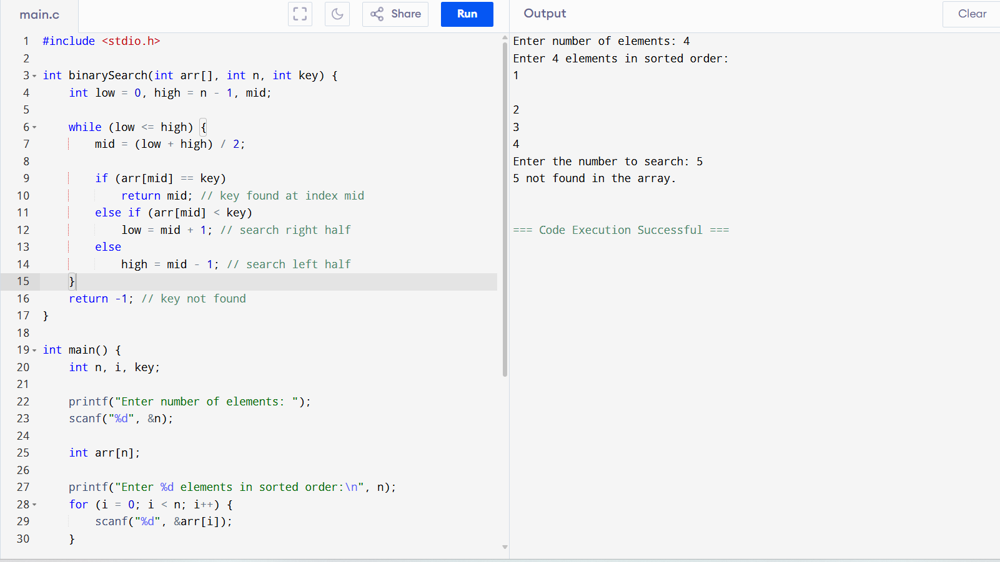 main.c
Share
Run
Output
Clear
1 #include <stdio.h>
2
3 int binarySearch(int arr[], int n, int key) {
4     int low = 0, high = n - 1, mid;
5
6     while (low <= high) {
7         mid = (low + high) / 2;
8
9         if (arr[mid] == key)
10             return mid; // key found at index mid
11         else if (arr[mid] < key)
12             low = mid + 1; // search right half
13         else
14             high = mid - 1; // search left half
15     }
16     return -1; // key not found
17 }
18
19 int main() {
20     int n, i, key;
21
22     printf("Enter number of elements: ");
23     scanf("%d", &n);
24
25     int arr[n];
26
27     printf("Enter %d elements in sorted order:\n", n);
28     for (i = 0; i < n; i++) {
29         scanf("%d", &arr[i]);
30     }
Enter number of elements: 4
Enter 4 elements in sorted order:
1
2
3
4
Enter the number to search: 5
5 not found in the array.
=== Code Execution Successful ===